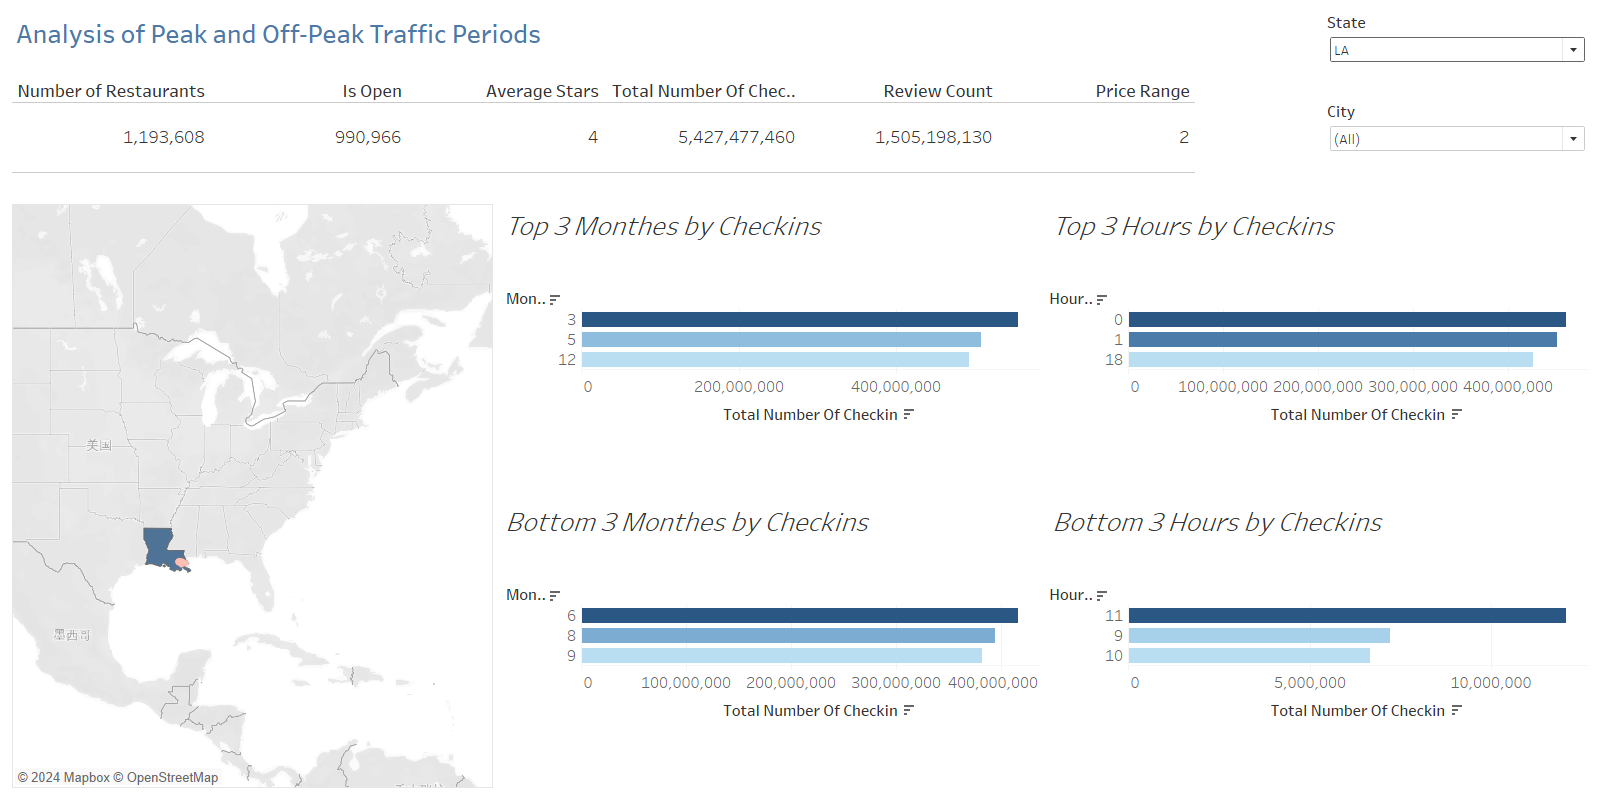 Analysis of Peak and Off-Peak Traffic Periods
State
LA
City
(All)
Number of Restaurants Is Open Average Stars Total Number Of Chec.. Review Count Price Range
1,193,608 990,966 4 5,427,477,460 1,505,198,130 2
美国
墨西哥
© 2024 Mapbox © OpenStreetMap
Top 3 Monthes by Checkins
Mon..
3
5
12
0 200,000,000 400,000,000
Total Number Of Checkin
Top 3 Hours by Checkins
Hour..
0
1
18
0 100,000,000 200,000,000 300,000,000 400,000,000
Total Number Of Checkin
Bottom 3 Monthes by Checkins
Mon..
6
8
9
0 100,000,000 200,000,000 300,000,000 400,000,000
Total Number Of Checkin
Bottom 3 Hours by Checkins
Hour..
11
9
10
0 5,000,000 10,000,000
Total Number Of Checkin